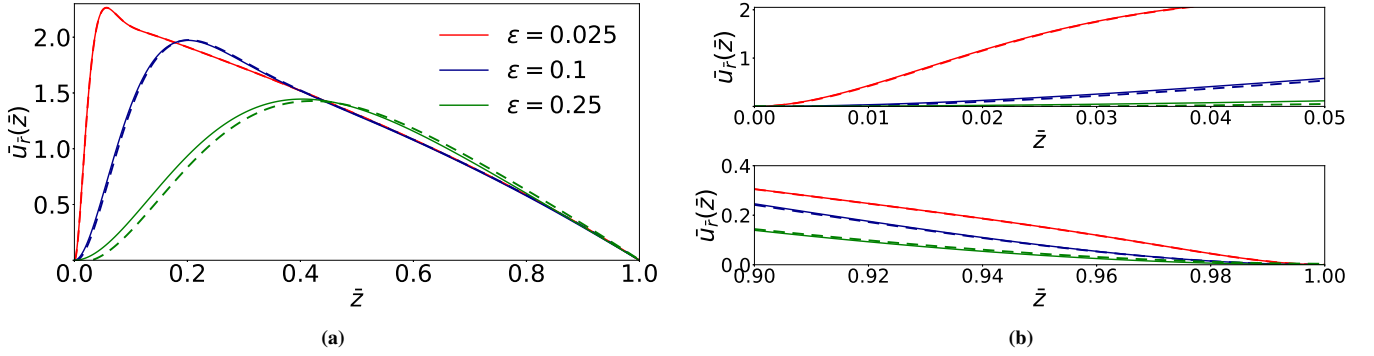 2.0
1.5
1.0
0.5
0.0 0.2 0.4 0.6 0.8 1.0
ūr̄(z̄)
z̄
ε = 0.025
ε = 0.1
ε = 0.25
(a)
2
1
0
0.00 0.01 0.02 0.03 0.04 0.05
ūr̄(z̄)
z̄
0.4
0.2
0.0
0.90 0.92 0.94 0.96 0.98 1.00
ūr̄(z̄)
z̄
(b)